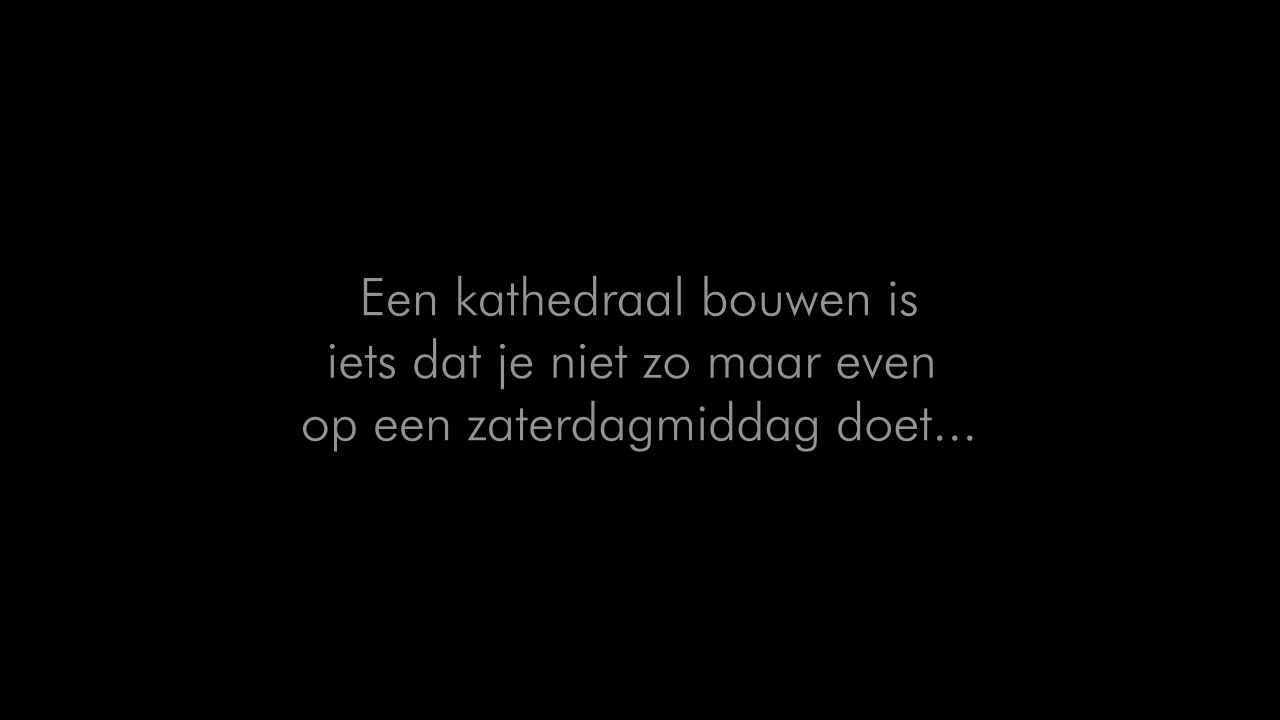 Een kathedraal bouwen is
iets dat je niet zo maar even
op een zaterdagmiddag doet...